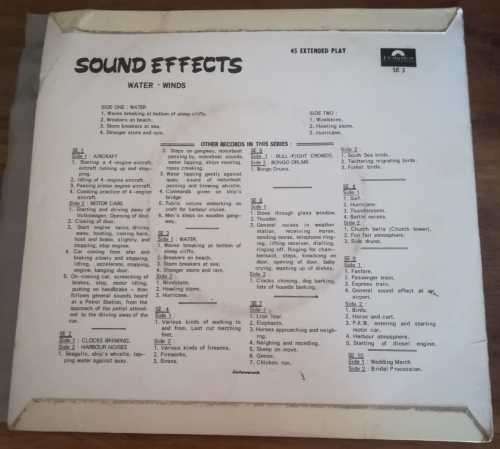 45 EXTENDED PLAY
SOUND EFFECTS
WATER - WINDS
SE 3
SIDE ONE : WATER
1. Waves breaking at bottom of steep cliffs.
2. Breakers on beach.
3. Storm breakers at sea.
4. Stronger storm and rain.
SIDE TWO :
1. Windstorm.
2. Howling storm.
3. Hurricane.
OTHER RECORDS IN THIS SERIES :
SE 1
Side 1 : AIRCRAFT
1. Starting a 4 engine aircraft, aircraft running up and stopping.
2. Idling of 4-engine aircraft.
3. Passing piston engine aircraft.
4. Cooking practice of 4-engine aircraft.
Side 2 : MOTOR CARS
1. Starting and driving away of Volkswagen. Opening of door.
2. Closing of door.
3. Start engine twice, driving away, hooting, coming back,
hoot and brake, slightly and stopping, stop engine.
4. Car coming from afar and braking slowly and stopping,
idling, accelerate, stopping engine, banging door.
5. On-coming car, screeching of brakes, stop, motor idling,
putting on handbrake - then follows general sounds heard
at a Petrol Station, from the approach of the petrol attendant
to the driving away of the car.
SE 2
Side 1 : CLOCKS STRIKING.
Side 2 : HARBOUR NOISES
1. Seagulls, ship's whistle, lapping water against quay.
2. Steps on gangway, motorboat passing by, motorboat sounds,
water lapping, ships mooring, ropes creaking.
3. Water lapping gently against quay, sound of motorboat
passing and blowing whistle.
4. Commands given on ship's bridge.
5. Fabric covers embarking on craft for harbour cruise.
6. Men's steps on wooden gangway.
SE 3
Side 1 : WATER.
1. Waves breaking at bottom of steep cliffs.
2. Breakers on beach.
3. Storm breakers at sea.
4. Stronger storm and rain.
Side 2
1. Windstorm.
2. Howling storm.
3. Hurricane.
SE 4
Side 1
1. Various kinds of walking to and from. Last cut marching feet.
Side 2
1. Various kinds of firearms.
2. Fireworks.
3. Sirens.
SE 5
Side 1 : BULL-FIGHT CROWDS.
Side 2 : BONGO DRUMS
1. Bongo Drums.
SE 6
Side 1
1. Stone through glass window.
2. Thunder.
3. General noises in weather station, receiving morse,
sending morse, telephone ringing, lifting receiver, dialling,
ringing off. Ringing for chambermaid, steps, knocking on
door, opening of door, baby crying, washing up of dishes.
Side 2
1. Clocks chiming, dog barking, lots of hounds barking.
SE 7
Side 1
1. Lion roar
2. Elephants.
3. Horses approaching and neighing.
4. Neighing and mooing.
5. Sheep on move.
6. Geese.
7. Chicken run.
Side 2
1. South Sea birds.
2. Twittering migrating birds.
3. Forest birds.
SE 8
Side 1
1. Surf.
2. Hurricane.
3. Thunderstorm.
4. Battle noises.
Side 2
1. Church bells (Church tower).
2. Fun fair atmosphere.
3. Side drums.
SE 9
Side 1
1. Fanfare.
2. Passenger train.
3. Express train.
4. General sound effect at an airport.
Side 2
1. Birds.
2. Horse and cart.
3. P.K.W. entering and starting motor car.
4. Harbour atmosphere.
5. Starting of diesel engine.
SE 10
Side 1 : Wedding March
Side 2 : Bridal Procession.